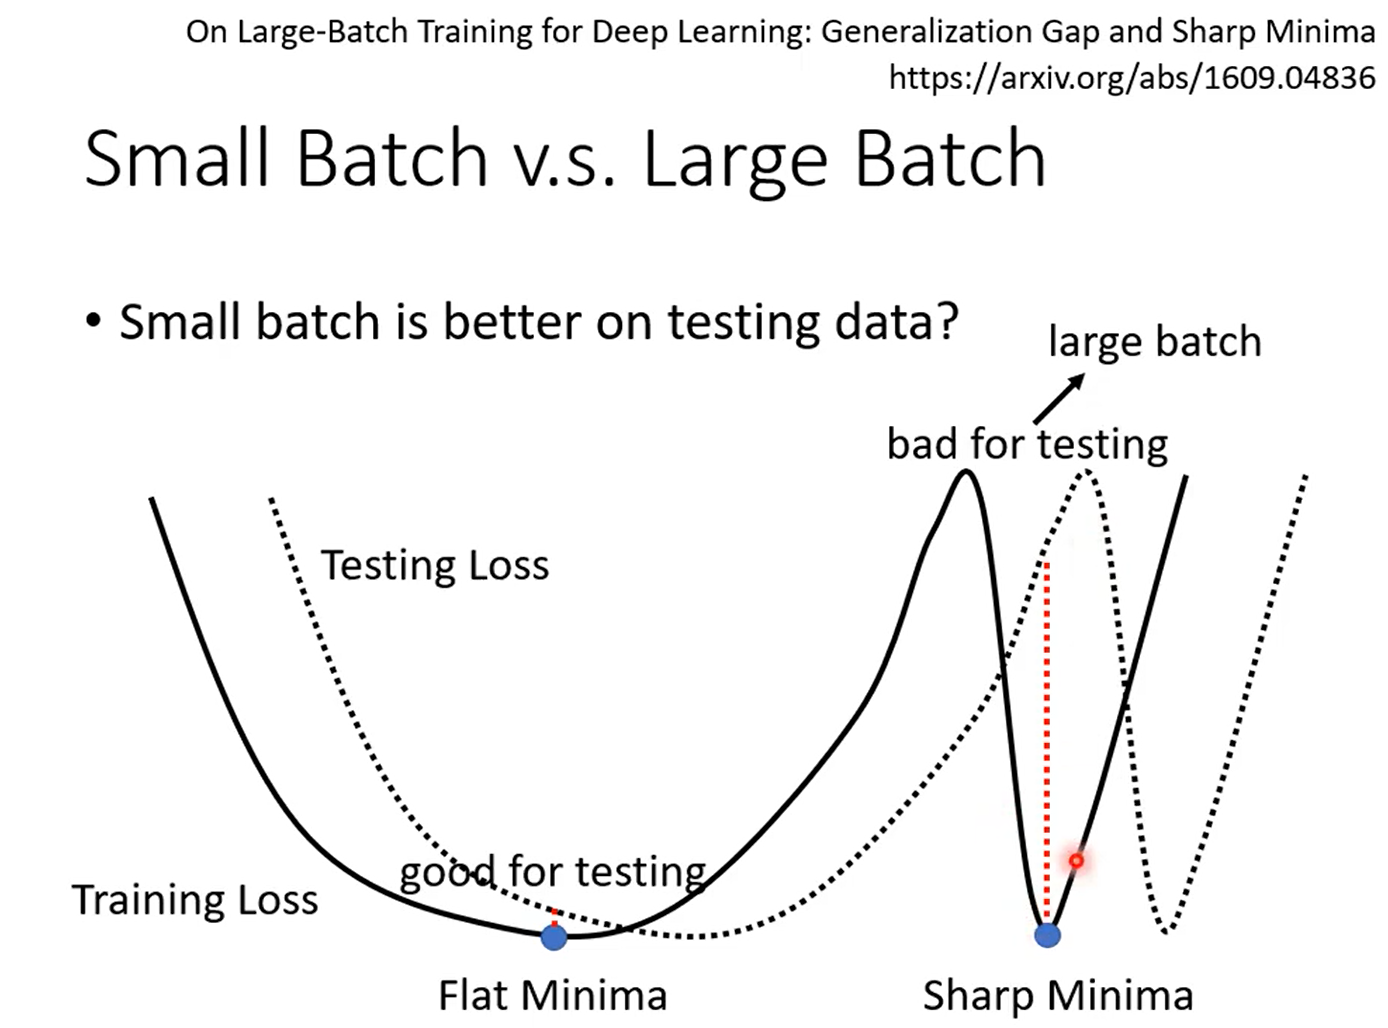 On Large-Batch Training for Deep Learning: Generalization Gap and Sharp Minima
https://arxiv.org/abs/1609.04836
Small Batch v.s. Large Batch
• Small batch is better on testing data?
large batch
bad for testing
Testing Loss
good for testing
Training Loss
Flat Minima
Sharp Minima